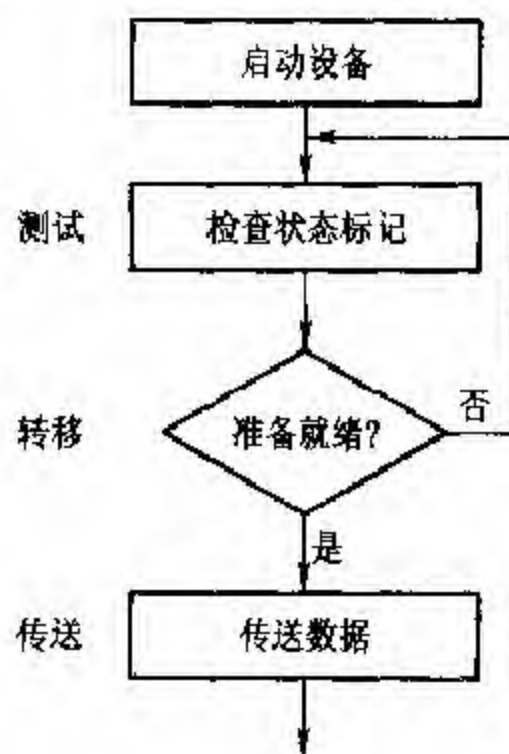 启动设备
测试 检查状态标记
转移 准备就绪? 否
是
传送 传送数据